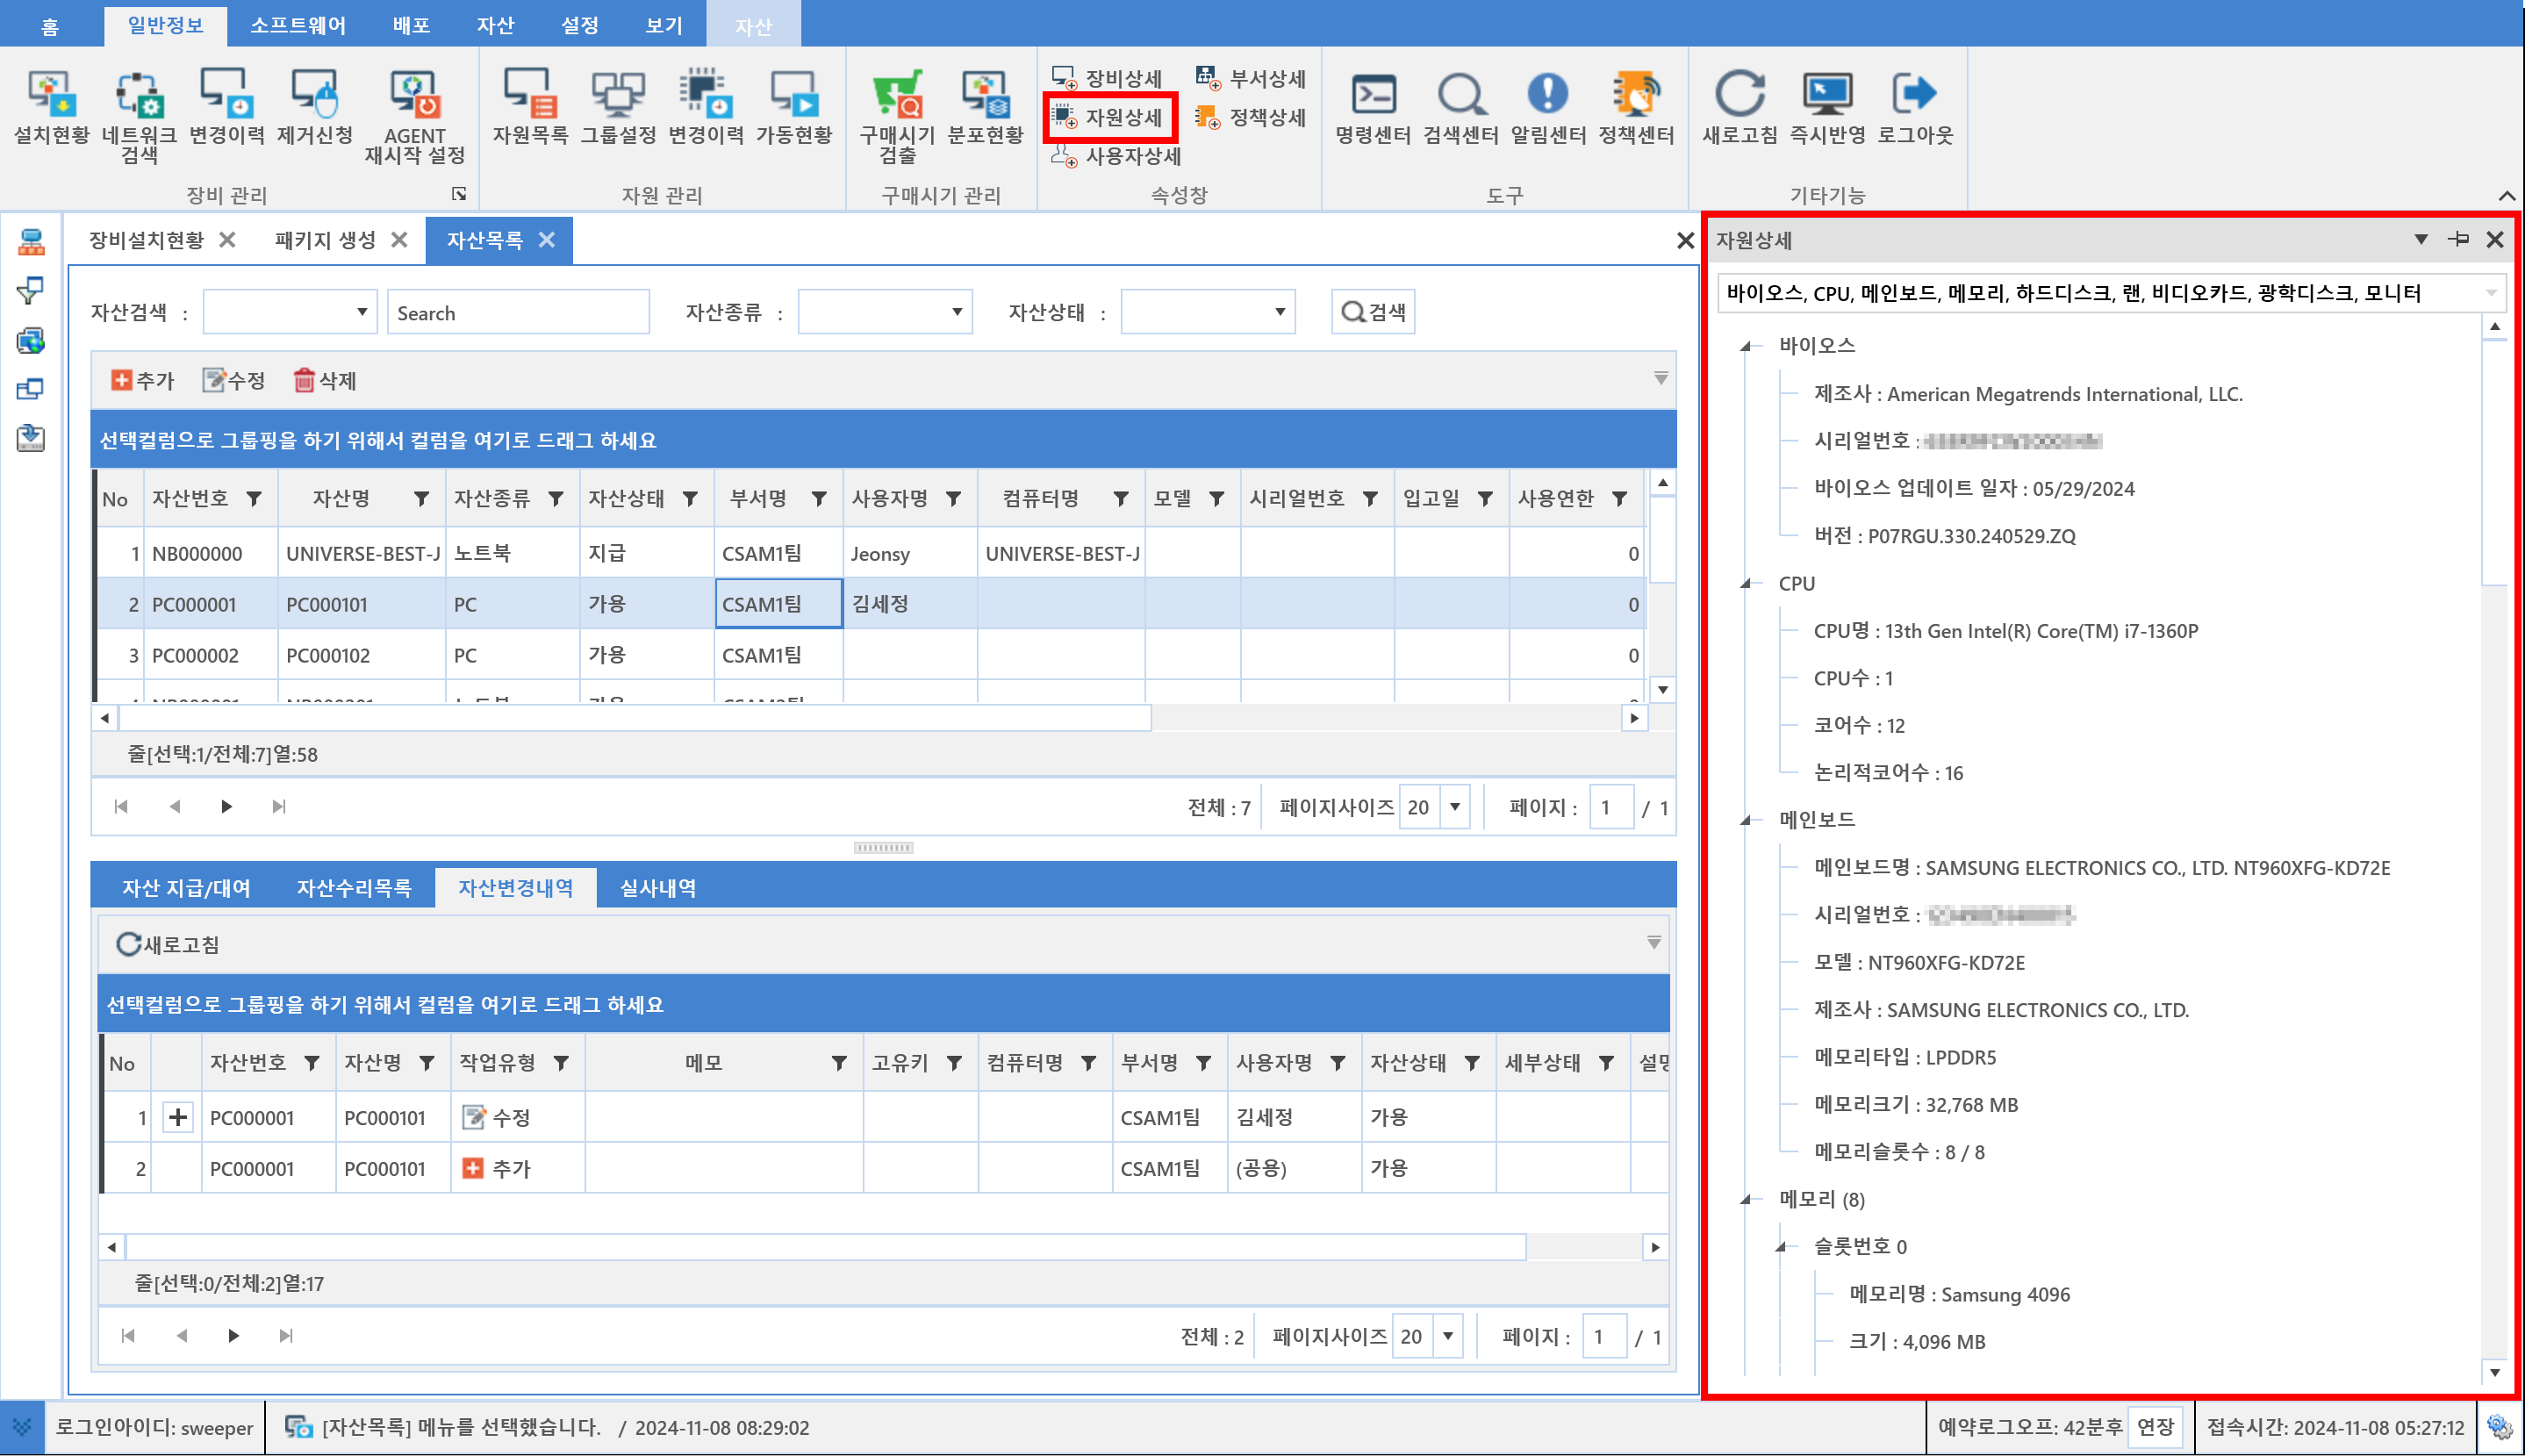 홈 일반정보 소프트웨어 배포 자산 설정 보기 자산
설치현황 네트워크 검색 변경이력 제거신청 AGENT 재시작 설정
장비 관리
자원목록 그룹설정 변경이력 가동현황
자원 관리
구매시기 검출 분포현황
구매시기 관리
장비상세 부서상세
자원상세 정책상세
사용자상세
속성창
명령센터 검색센터 알림센터 정책센터
도구
새로고침 즉시반영 로그아웃
기타기능
장비설치현황 패키지 생성 자산목록
자산검색 : Search 자산종류 : 자산상태 : 검색
추가 수정 삭제
선택컬럼으로 그룹핑을 하기 위해서 컬럼을 여기로 드래그 하세요
No 자산번호 자산명 자산종류 자산상태 부서명 사용자명 컴퓨터명 모델 시리얼번호 입고일 사용연한
1 NB000000 UNIVERSE-BEST-J 노트북 지급 CSAM1팀 Jeonsy UNIVERSE-BEST-J 0
2 PC000001 PC000101 PC 가용 CSAM1팀 김세정 0
3 PC000002 PC000102 PC 가용 CSAM1팀 0
줄[선택:1/전체:7]열:58
전체 : 7 페이지사이즈 20 페이지 : 1 / 1
자산 지급/대여 자산수리목록 자산변경내역 실사내역
새로고침
선택컬럼으로 그룹핑을 하기 위해서 컬럼을 여기로 드래그 하세요
No 자산번호 자산명 작업유형 메모 고유키 컴퓨터명 부서명 사용자명 자산상태 세부상태 설명
1 PC000001 PC000101 수정 CSAM1팀 김세정 가용
2 PC000001 PC000101 추가 CSAM1팀 (공용) 가용
줄[선택:0/전체:2]열:17
전체 : 2 페이지사이즈 20 페이지 : 1 / 1
자원상세
바이오스, CPU, 메인보드, 메모리, 하드디스크, 랜, 비디오카드, 광학디스크, 모니터
바이오스
제조사 : American Megatrends International, LLC.
시리얼번호 :
바이오스 업데이트 일자 : 05/29/2024
버전 : P07RGU.330.240529.ZQ
CPU
CPU명 : 13th Gen Intel(R) Core(TM) i7-1360P
CPU수 : 1
코어수 : 12
논리적코어수 : 16
메인보드
메인보드명 : SAMSUNG ELECTRONICS CO., LTD. NT960XFG-KD72E
시리얼번호 :
모델 : NT960XFG-KD72E
제조사 : SAMSUNG ELECTRONICS CO., LTD.
메모리타입 : LPDDR5
메모리크기 : 32,768 MB
메모리슬롯수 : 8 / 8
메모리 (8)
슬롯번호 0
메모리명 : Samsung 4096
크기 : 4,096 MB
로그인아이디: sweeper [자산목록] 메뉴를 선택했습니다. / 2024-11-08 08:29:02 예약로그오프: 42분후 연장 접속시간: 2024-11-08 05:27:12